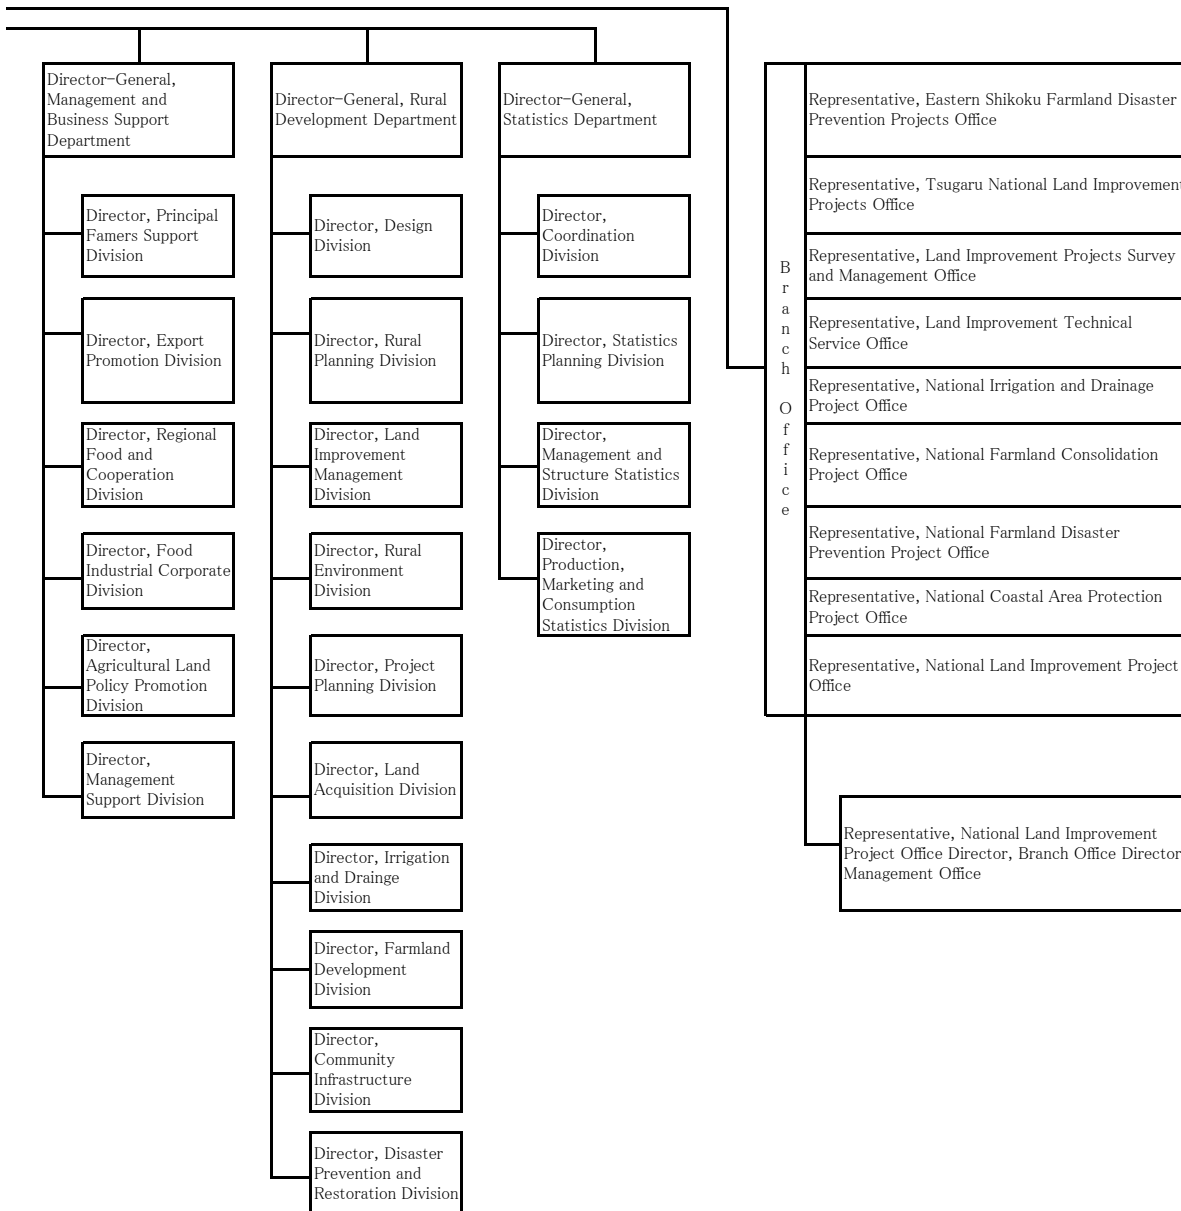 Director-General,
Management and
Business Support
Department
Director, Principal
Famers Support
Division
Director, Export
Promotion Division
Director, Regional
Food and
Cooperation
Division
Director, Food
Industrial Corporate
Division
Director,
Agricultural Land
Policy Promotion
Division
Director,
Management
Support Division
Director-General, Rural
Development Department
Director, Design
Division
Director, Rural
Planning Division
Director, Land
Improvement
Management
Division
Director, Rural
Environment
Division
Director, Project
Planning Division
Director, Land
Acquisition Division
Director, Irrigation
and Drainge
Division
Director, Farmland
Development
Division
Director,
Community
Infrastructure
Division
Director, Disaster
Prevention and
Restoration Division
Director-General,
Statistics Department
Director,
Coordination
Division
Director, Statistics
Planning Division
Director,
Management and
Structure Statistics
Division
Director,
Production,
Marketing and
Consumption
Statistics Division
Branch Office
Representative, Eastern Shikoku Farmland Disaster
Prevention Projects Office
Representative, Tsugaru National Land Improvement
Projects Office
Representative, Land Improvement Projects Survey
and Management Office
Representative, Land Improvement Technical
Service Office
Representative, National Irrigation and Drainage
Project Office
Representative, National Farmland Consolidation
Project Office
Representative, National Farmland Disaster
Prevention Project Office
Representative, National Coastal Area Protection
Project Office
Representative, National Land Improvement Project
Office
Representative, National Land Improvement
Project Office Director, Branch Office Director
Management Office